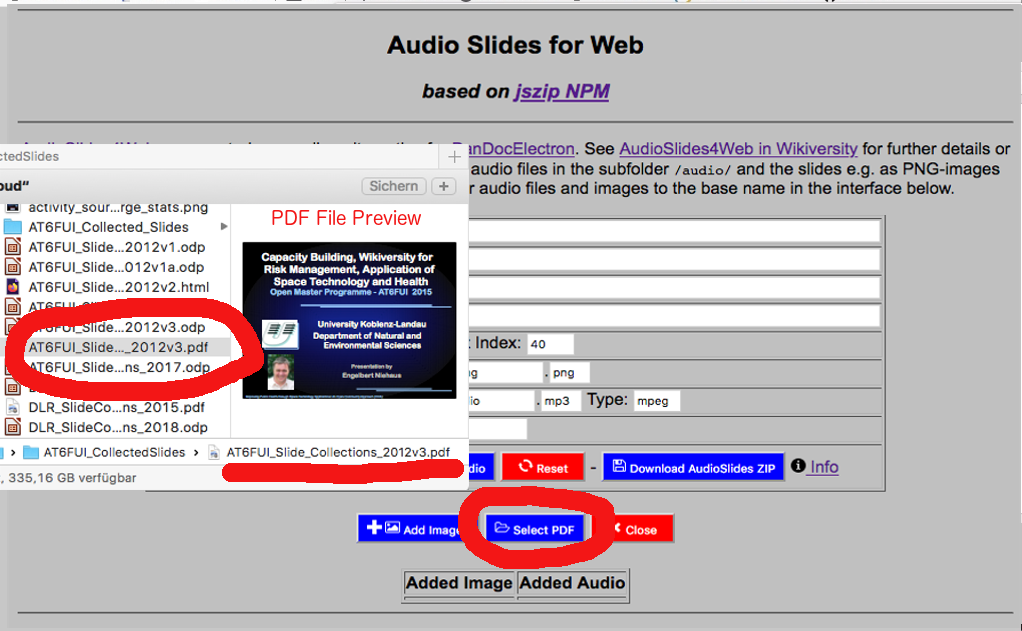 Audio Slides for Web
based on jszip NPM
anDocElectron. See AudioSlides4Web in Wikiversity for further details or
audio files in the subfolder /audio/ and the slides e.g. as PNG-images
r audio files and images to the base name in the interface below.
ctedSlides
oud“
Sichern +
activity_sour...rge_stats.png
AT6FUI_Collected_Slides
AT6FUI_Slide...2012v1.odp
AT6FUI_Slide...012v1a.odp
AT6FUI_Slide...2012v2.html
AT6FUI_Slide...2012v3.odp
AT6FUI_Slide..._2012v3.pdf
AT6FUI_Slide...ns_2017.odp
DLR_SlideCo...ns_2015.pdf
DLR_SlideCo...ns_2018.odp
PDF File Preview
Capacity Building, Wikiversity for
Risk Management, Application of
Space Technology and Health
Open Master Programme - AT6FUI 2015
University Koblenz-Landau
Department of Natural and
Environmental Sciences
Presentation by
Engelbert Niehaus
AT6FUI_CollectedSlides › AT6FUI_Slide_Collections_2012v3.pdf
, 335,16 GB verfügbar
Index: 40
ng . png
io . mp3 Type: mpeg
dio Reset - Download AudioSlides ZIP Info
Add Image Select PDF Close
Added Image Added Audio